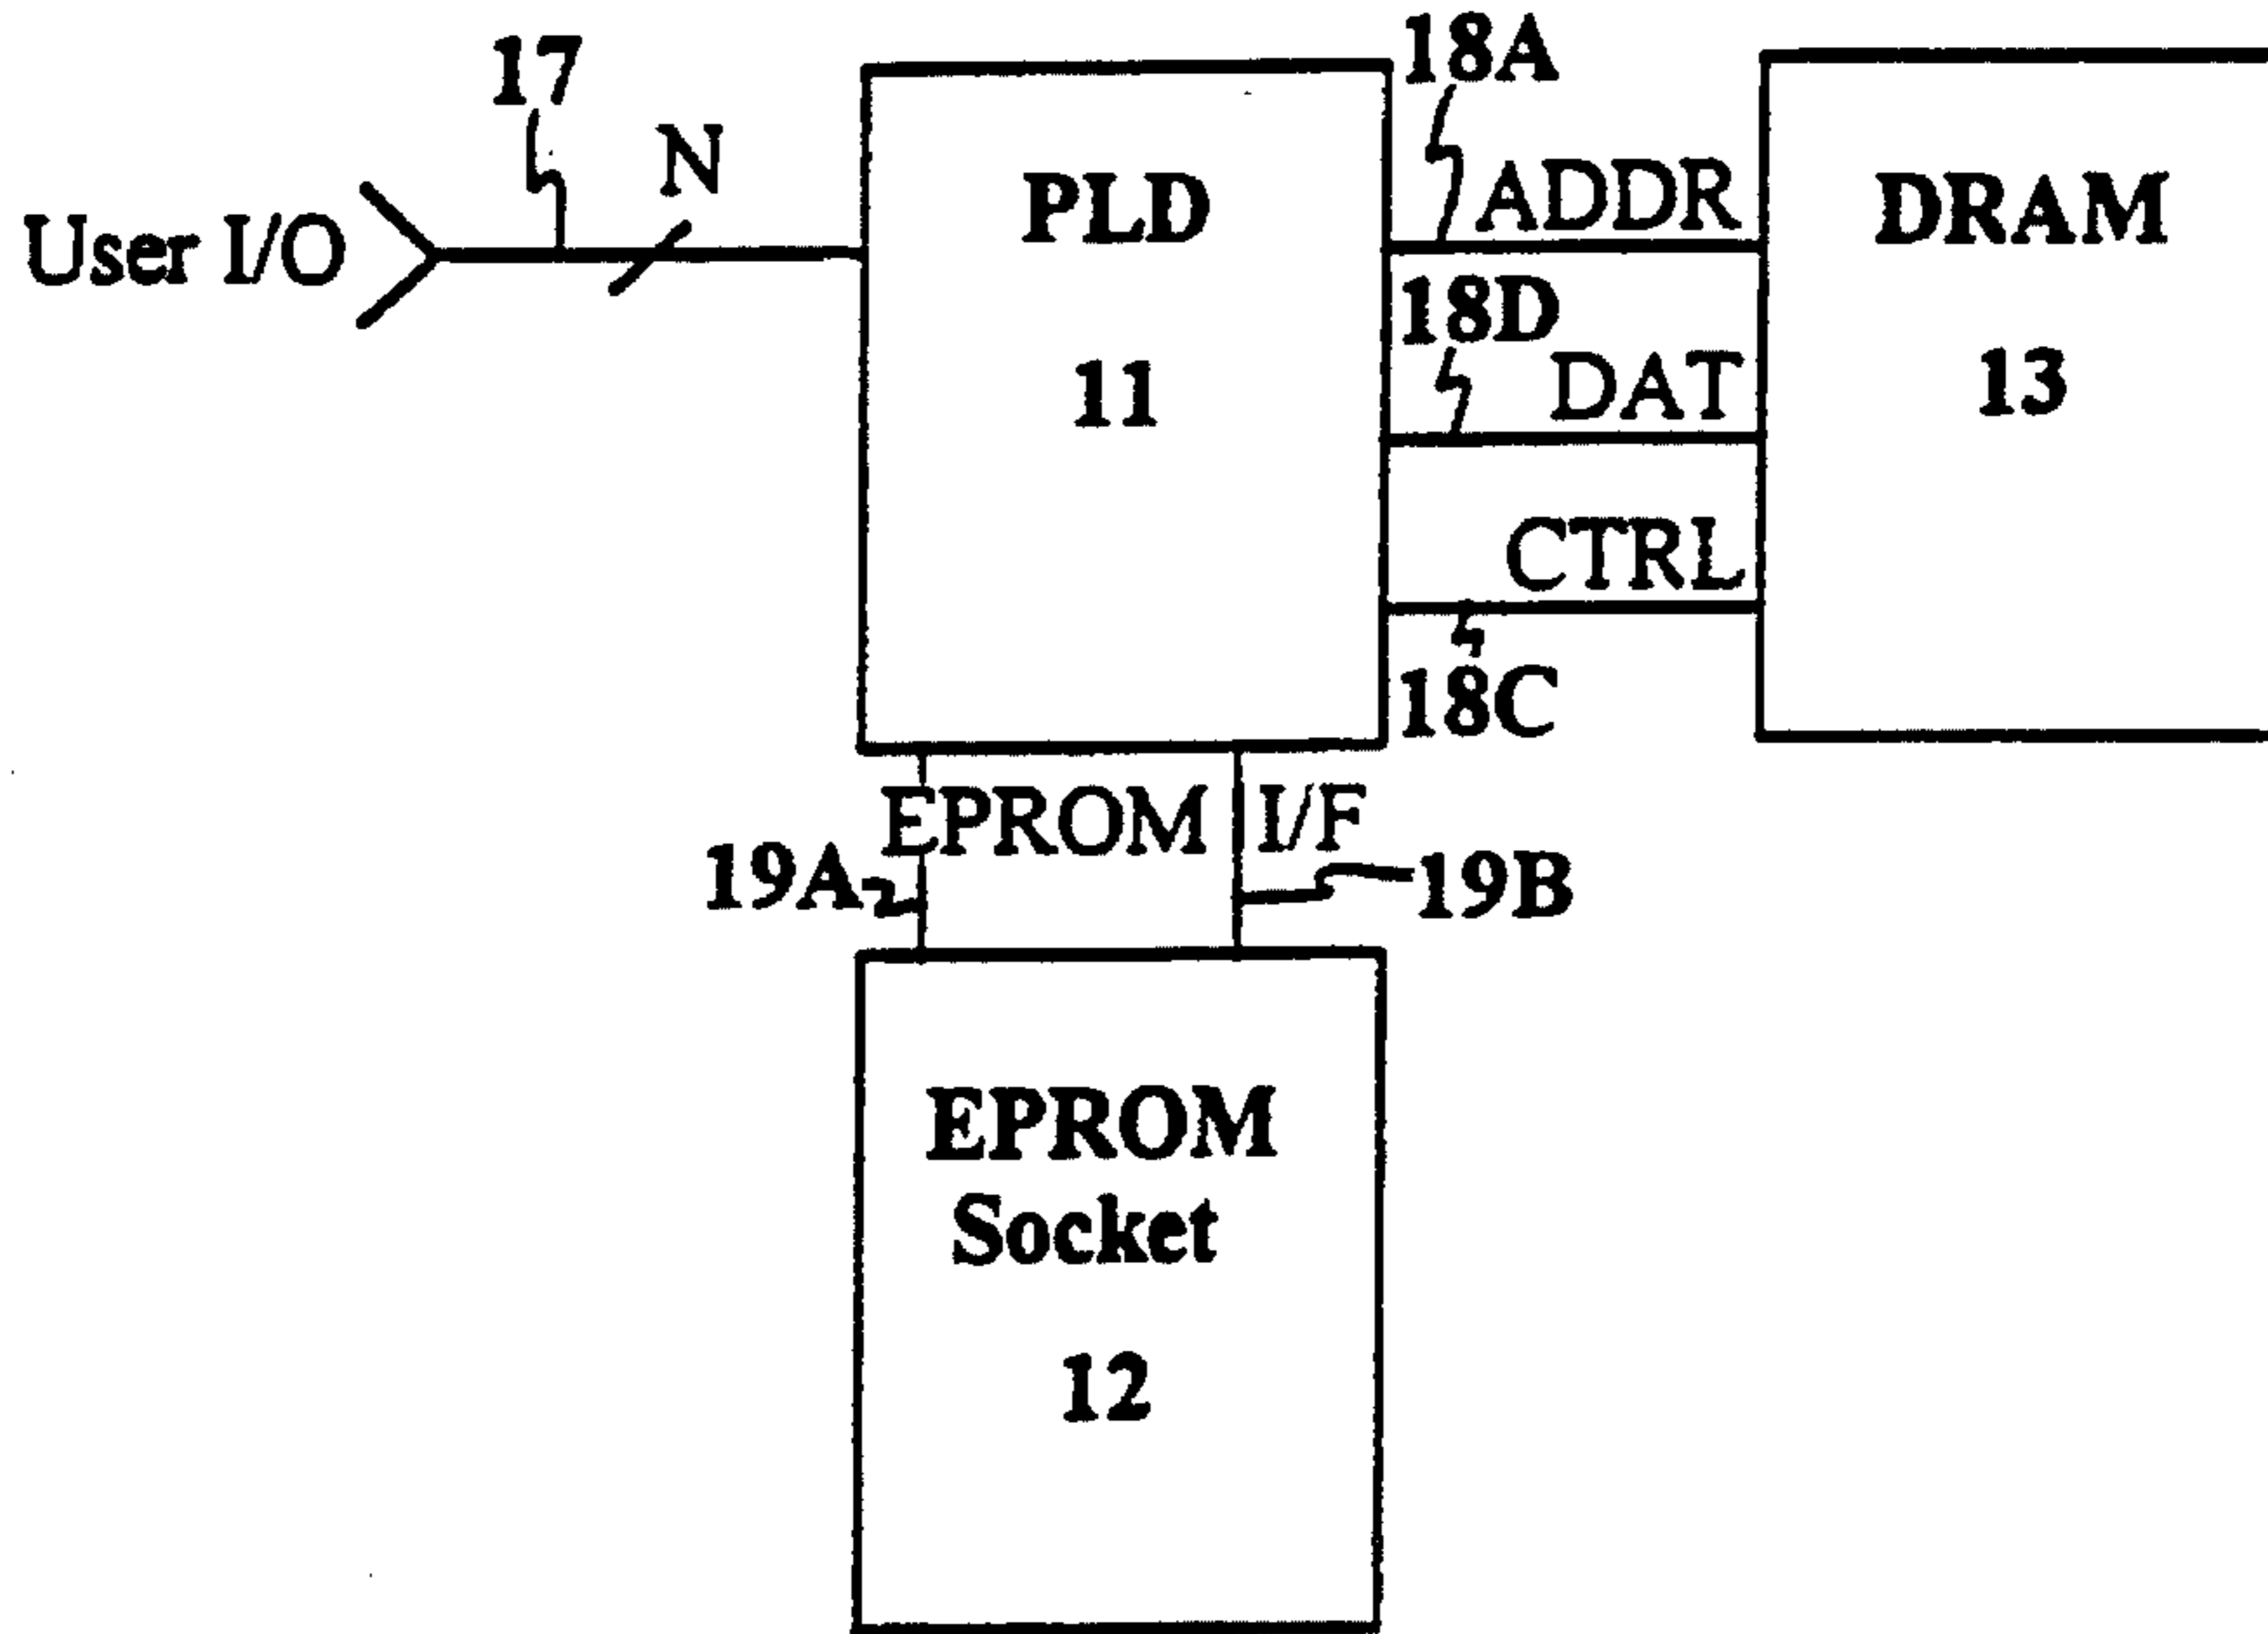 17
N
User I/O
PLD
11
18A
ADDR
18D
DAT
CTRL
18C
DRAM
13
EPROM I/F
19A
19B
EPROM
Socket
12